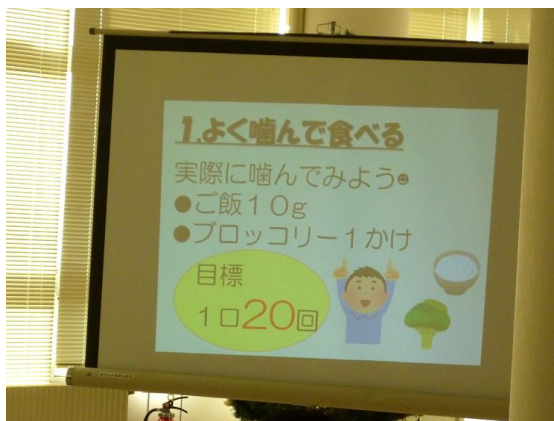 1.よく噛んで食べる
実際に噛んでみよう☻
●ご飯10g
●ブロッコリー1かけ
目標
1口20回